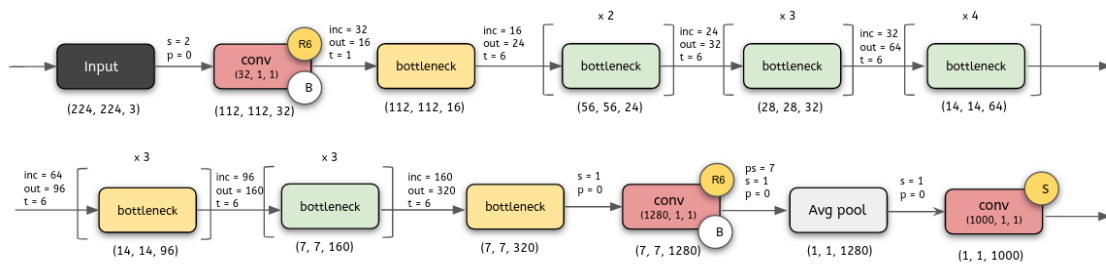 Input
(224, 224, 3)
s = 2
p = 0
conv
(32, 1, 1)
R6
B
(112, 112, 32)
inc = 32
out = 16
t = 1
bottleneck
(112, 112, 16)
inc = 16
out = 24
t = 6
x 2
bottleneck
(56, 56, 24)
inc = 24
out = 32
t = 6
x 3
bottleneck
(28, 28, 32)
inc = 32
out = 64
t = 6
x 4
bottleneck
(14, 14, 64)
inc = 64
out = 96
t = 6
x 3
bottleneck
(14, 14, 96)
inc = 96
out = 160
t = 6
x 3
bottleneck
(7, 7, 160)
inc = 160
out = 320
t = 6
bottleneck
(7, 7, 320)
s = 1
p = 0
conv
(1280, 1, 1)
R6
B
(7, 7, 1280)
ps = 7
s = 1
p = 0
Avg pool
(1, 1, 1280)
s = 1
p = 0
conv
(1000, 1, 1)
S
(1, 1, 1000)